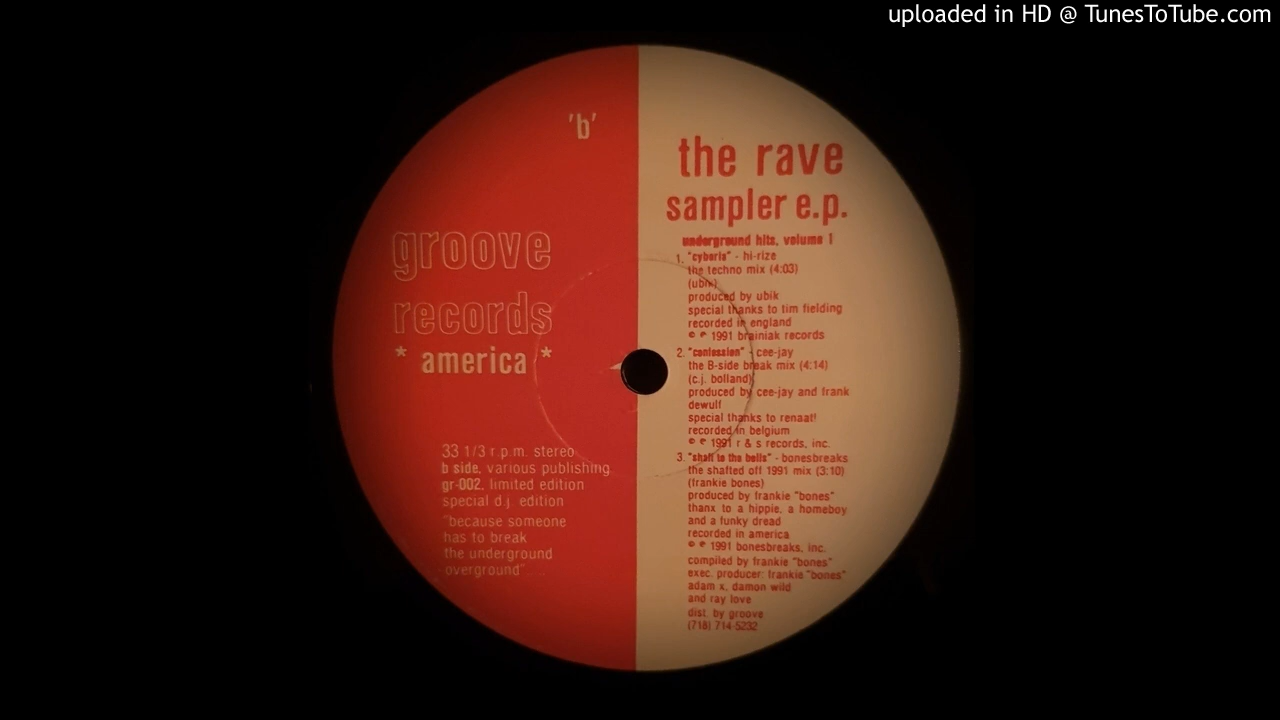 uploaded in HD @ TunesToTube.com
'b'
groove
records
* america *
33 1/3 r.p.m. stereo
b side, various publishing
gr-002, limited edition
special d.j. edition
"because someone
has to break
the underground
overground"....
the rave
sampler e.p.
underground hits, volume 1
1. "cyberia" - hi-rize
the techno mix (4:03)
(ubik)
produced by ubik
special thanks to tim fielding
recorded in england
© ℗ 1991 brainiak records
2. "confession" - cee-jay
the B-side break mix (4:14)
(c.j. bolland)
produced by cee-jay and frank
dewulf
special thanks to renaat!
recorded in belgium
© ℗ 1991 r & s records, inc.
3. "shaft to the bells" - bonesbreaks
the shafted off 1991 mix (3:10)
(frankie bones)
produced by frankie "bones"
thanx to a hippie, a homeboy
and a funky dread
recorded in america
© ℗ 1991 bonesbreaks, inc.
compiled by frankie "bones"
exec. producer: frankie "bones"
adam x, damon wild
and ray love
dist. by groove
(718) 714-5232